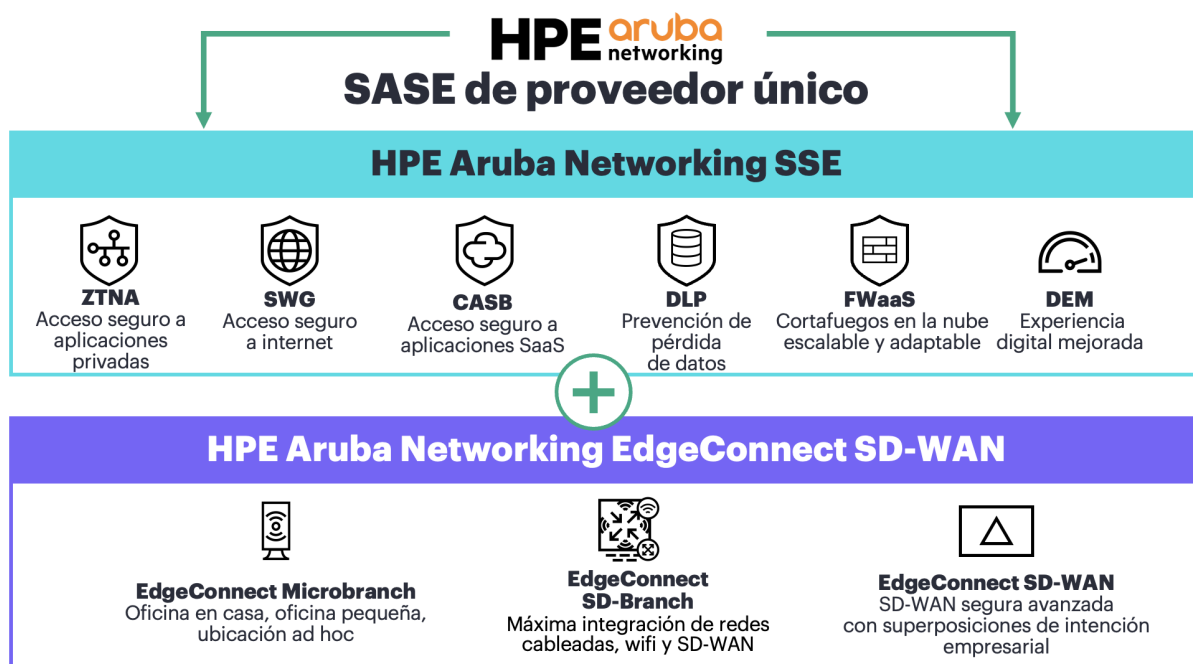 HPE aruba
networking
SASE de proveedor único
HPE Aruba Networking SSE
ZTNA
Acceso seguro a
aplicaciones
privadas
SWG
Acceso seguro
a internet
CASB
Acceso seguro a
aplicaciones SaaS
DLP
Prevención de
pérdida
de datos
FWaaS
Cortafuegos en la nube
escalable y adaptable
DEM
Experiencia
digital mejorada
HPE Aruba Networking EdgeConnect SD-WAN
EdgeConnect Microbranch
Oficina en casa, oficina pequeña,
ubicación ad hoc
EdgeConnect
SD-Branch
Máxima integración de redes
cableadas, wifi y SD-WAN
EdgeConnect SD-WAN
SD-WAN segura avanzada
con superposiciones de intención
empresarial